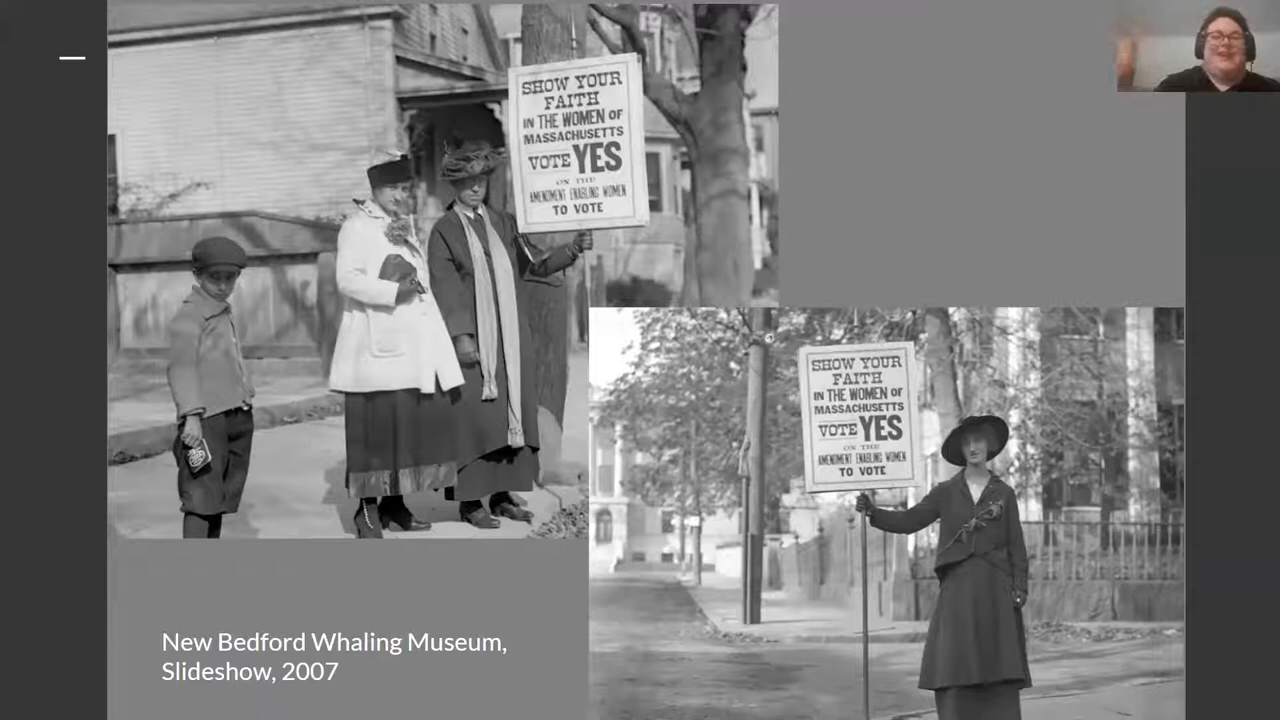 SHOW YOUR
FAITH
IN THE WOMEN OF
MASSACHUSETTS
VOTE YES
ON THE
AMENDMENT ENABLING WOMEN
TO VOTE
SHOW YOUR
FAITH
IN THE WOMEN OF
MASSACHUSETTS
VOTE YES
ON THE
AMENDMENT ENABLING WOMEN
TO VOTE
New Bedford Whaling Museum,
Slideshow, 2007